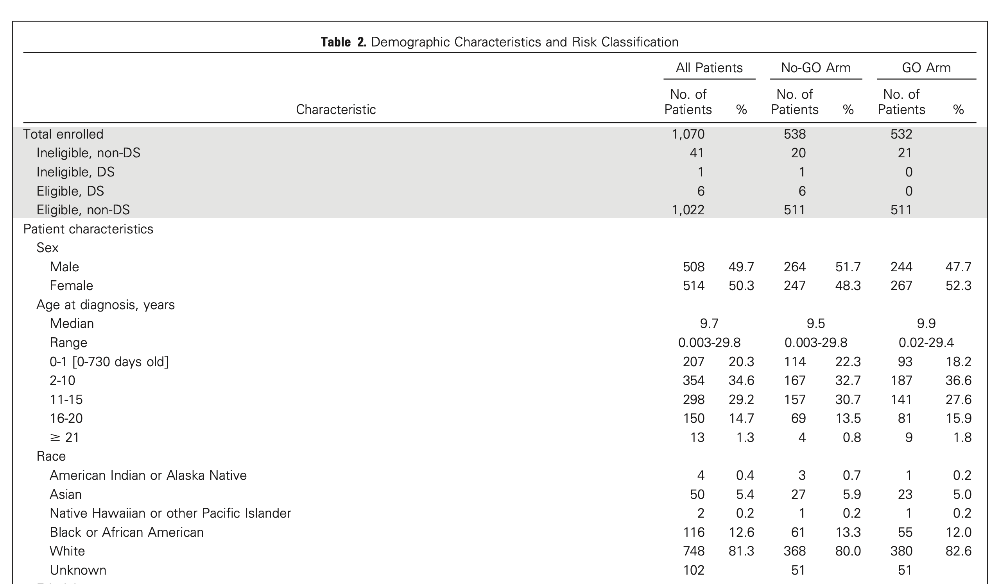 Table 2. Demographic Characteristics and Risk Classification
All Patients No-GO Arm GO Arm
No. of No. of No. of
Characteristic Patients % Patients % Patients %
Total enrolled 1,070 538 532
Ineligible, non-DS 41 20 21
Ineligible, DS 1 1 0
Eligible, DS 6 6 0
Eligible, non-DS 1,022 511 511
Patient characteristics
Sex
Male 508 49.7 264 51.7 244 47.7
Female 514 50.3 247 48.3 267 52.3
Age at diagnosis, years
Median 9.7 9.5 9.9
Range 0.003-29.8 0.003-29.8 0.02-29.4
0-1 [0-730 days old] 207 20.3 114 22.3 93 18.2
2-10 354 34.6 167 32.7 187 36.6
11-15 298 29.2 157 30.7 141 27.6
16-20 150 14.7 69 13.5 81 15.9
≥ 21 13 1.3 4 0.8 9 1.8
Race
American Indian or Alaska Native 4 0.4 3 0.7 1 0.2
Asian 50 5.4 27 5.9 23 5.0
Native Hawaiian or other Pacific Islander 2 0.2 1 0.2 1 0.2
Black or African American 116 12.6 61 13.3 55 12.0
White 748 81.3 368 80.0 380 82.6
Unknown 102 51 51